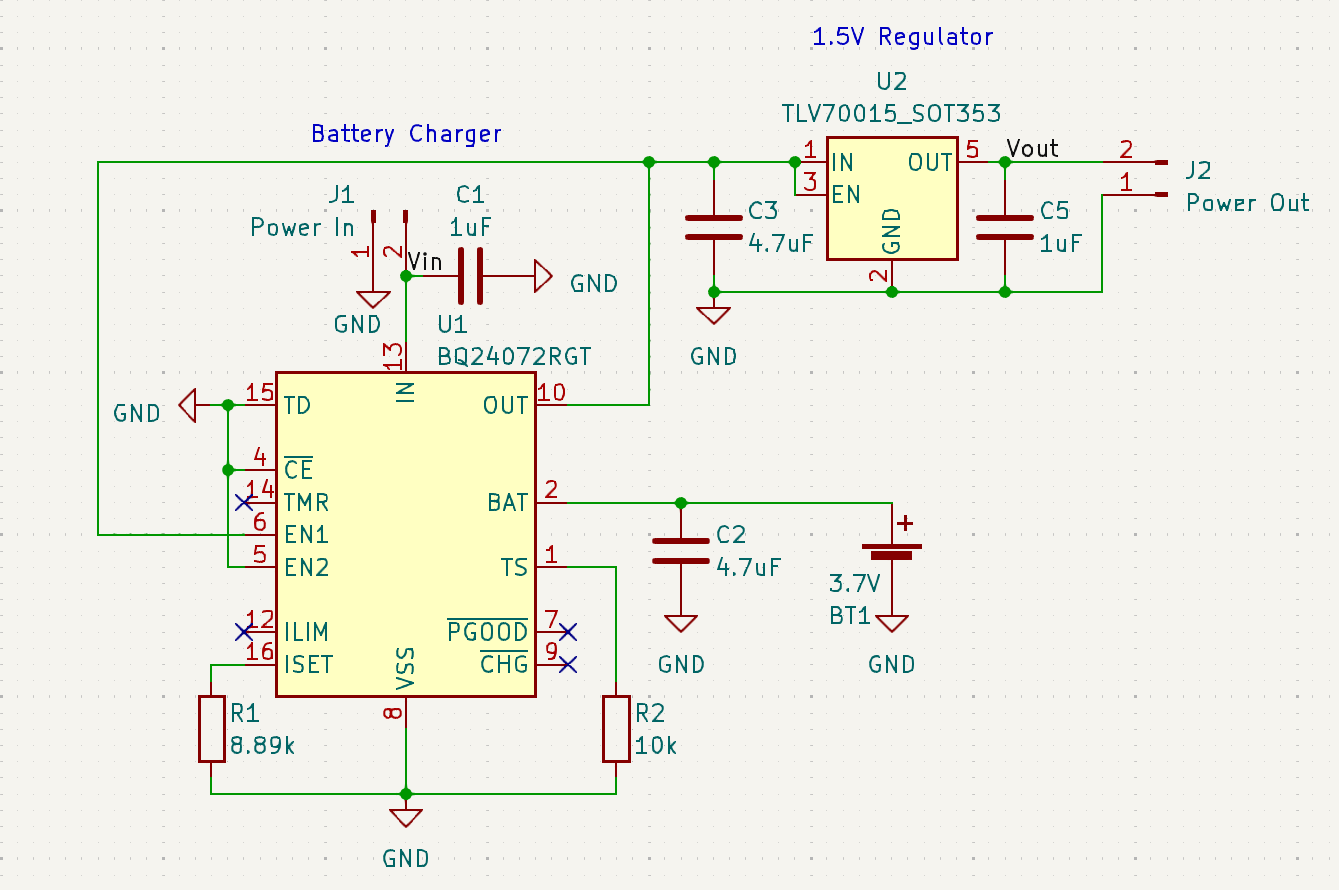 1.5V Regulator
U2
TLV70015_SOT353
Battery Charger
1 IN OUT 5 Vout 2
3 EN 1
GND
2
J2
Power Out
C3
4.7uF
C5
1uF
GND
J1
Power In
1 2
Vin
C1
1uF
GND
GND
U1
BQ24072RGT
13
IN
GND
15 TD OUT 10
4 CE
14 TMR BAT 2
6 EN1
5 EN2 TS 1
12 ILIM PGOOD 7
16 ISET CHG 9
VSS
8
C2
4.7uF
+
3.7V
BT1
GND
GND
R1
8.89k
R2
10k
GND